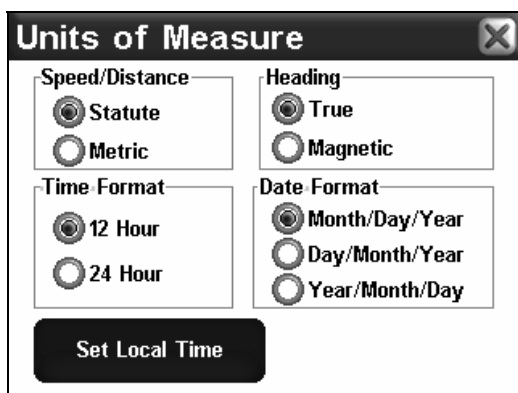 Units of Measure
Speed/Distance
Statute
Metric
Heading
True
Magnetic
Time Format
12 Hour
24 Hour
Date Format
Month/Day/Year
Day/Month/Year
Year/Month/Day
Set Local Time